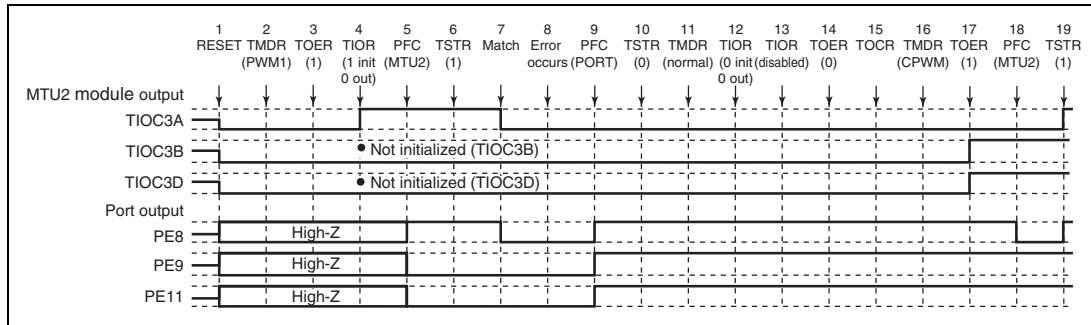 1 2 3 4 5 6 7 8 9 10 11 12 13 14 15 16 17 18 19
RESET TMDR TOER TIOR PFC TSTR Match Error PFC TSTR TMDR TIOR TIOR TOER TOCR TMDR TOER PFC TSTR
(PWM1) (1) (1 init (MTU2) (1) occurs (PORT) (0) (normal) (0 init (disabled) (0) (CPWM) (1) (MTU2) (1)
0 out) 0 out)
MTU2 module output
TIOC3A
TIOC3B • Not initialized (TIOC3B)
TIOC3D • Not initialized (TIOC3D)
Port output
PE8 High-Z
PE9 High-Z
PE11 High-Z